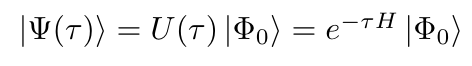 |Ψ(τ)⟩ = U(τ) |Φ₀⟩ = e^{−τH} |Φ₀⟩